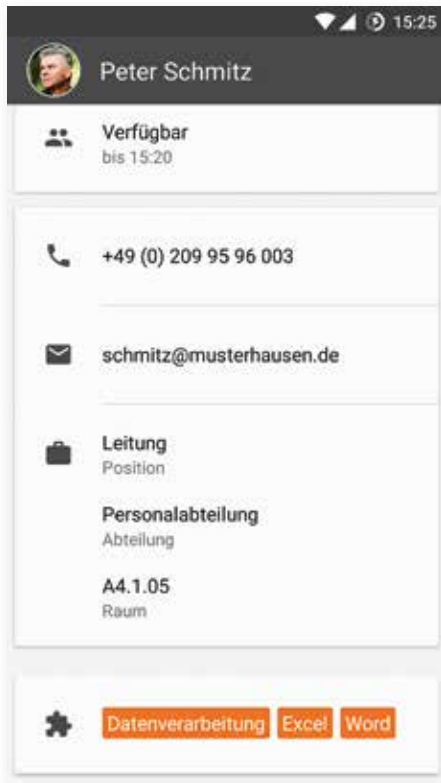 15:25
Peter Schmitz
Verfügbar
bis 15:20
+49 (0) 209 95 96 003
schmitz@musterhausen.de
Leitung
Position
Personalabteilung
Abteilung
A4.1.05
Raum
Datenverarbeitung Excel Word